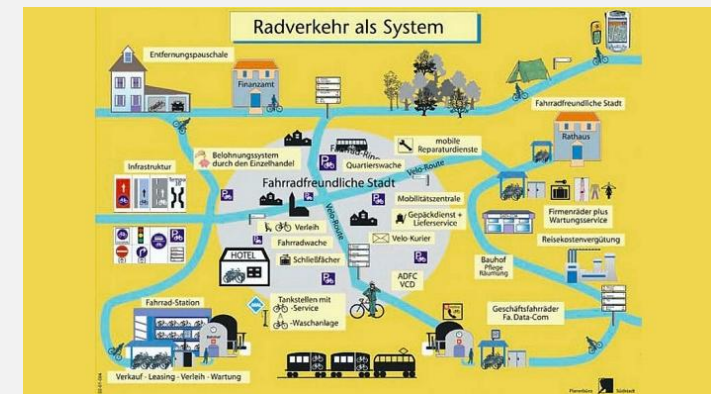 Radverkehr als System
Entfernungspauschale
Finanzamt
Fahrradfreundliche Stadt
Rathaus
mobile
Reparaturdienste
Belohnungssystem
durch den Einzelhandel
Quartierswache
Velo-Route
Infrastruktur
Fahrradfreundliche Stadt
Mobilitätszentrale
Velo-Route
Gepäckdienst +
Lieferservice
Firmenräder plus
Wartungsservice
Verleih
Fahrradwache
Velo-Kurier
Reisekostenvergütung
HOTEL
Schließfächer
Bauhof
Pflege
Räumung
ADFC
VCD
Fahrrad-Station
Tankstellen mit
-Service
-Waschanlage
Geschäftsfahrräder
Fa. Data-Com
Verkauf - Leasing - Verleih - Wartung
Planerbüro
Südstadt